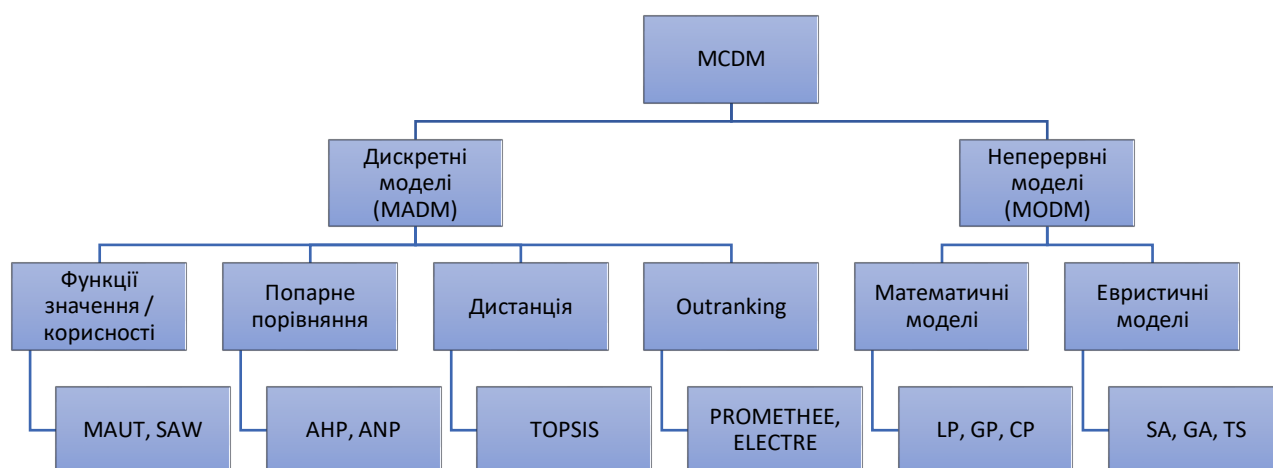 MCDM
Дискретні
моделі
(MADM)
Неперервні
моделі
(MODM)
Функції
значення /
корисності
Попарне
порівняння
Дистанція
Outranking
Математичні
моделі
Евристичні
моделі
MAUT, SAW
AHP, ANP
TOPSIS
PROMETHEE,
ELECTRE
LP, GP, CP
SA, GA, TS